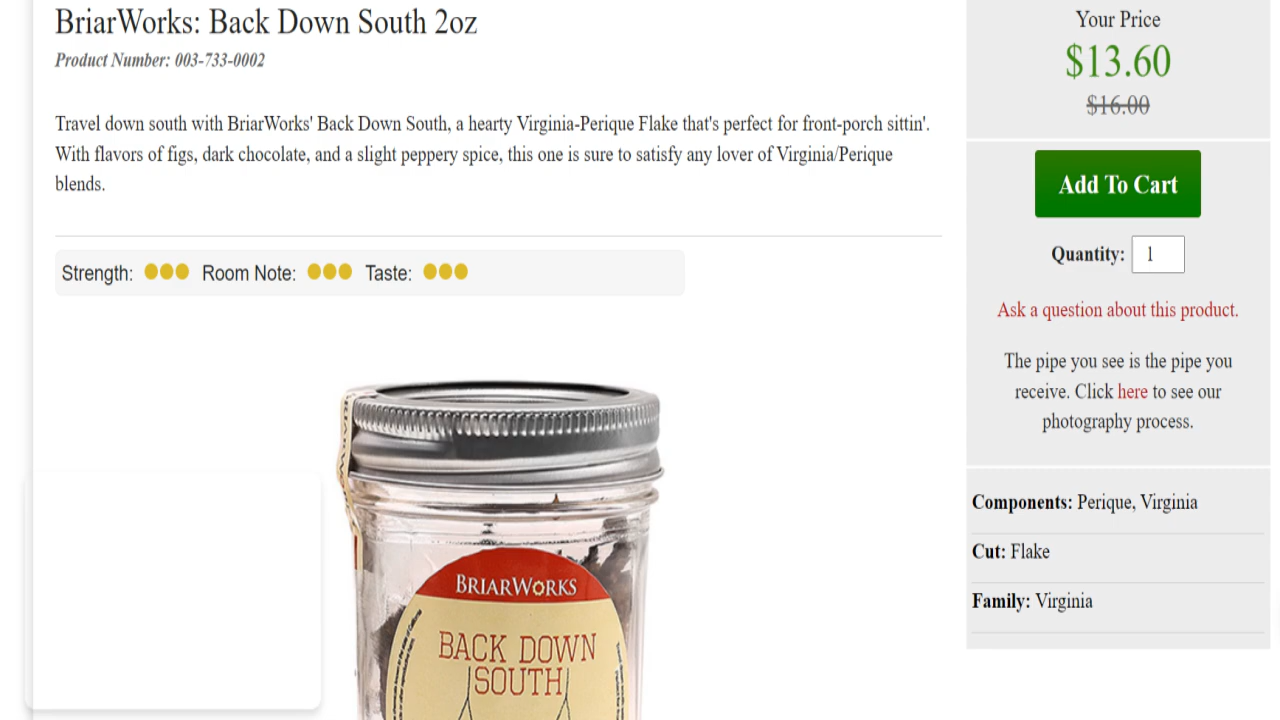 BriarWorks: Back Down South 2oz
Product Number: 003-733-0002
Travel down south with BriarWorks' Back Down South, a hearty Virginia-Perique Flake that's perfect for front-porch sittin'.
With flavors of figs, dark chocolate, and a slight peppery spice, this one is sure to satisfy any lover of Virginia/Perique
blends.
Strength:
Room Note:
Taste:
BRIARWORKS
BACK DOWN
SOUTH
Your Price
$13.60
$16.00
Add To Cart
Quantity: 1
Ask a question about this product.
The pipe you see is the pipe you
receive. Click here to see our
photography process.
Components: Perique, Virginia
Cut: Flake
Family: Virginia